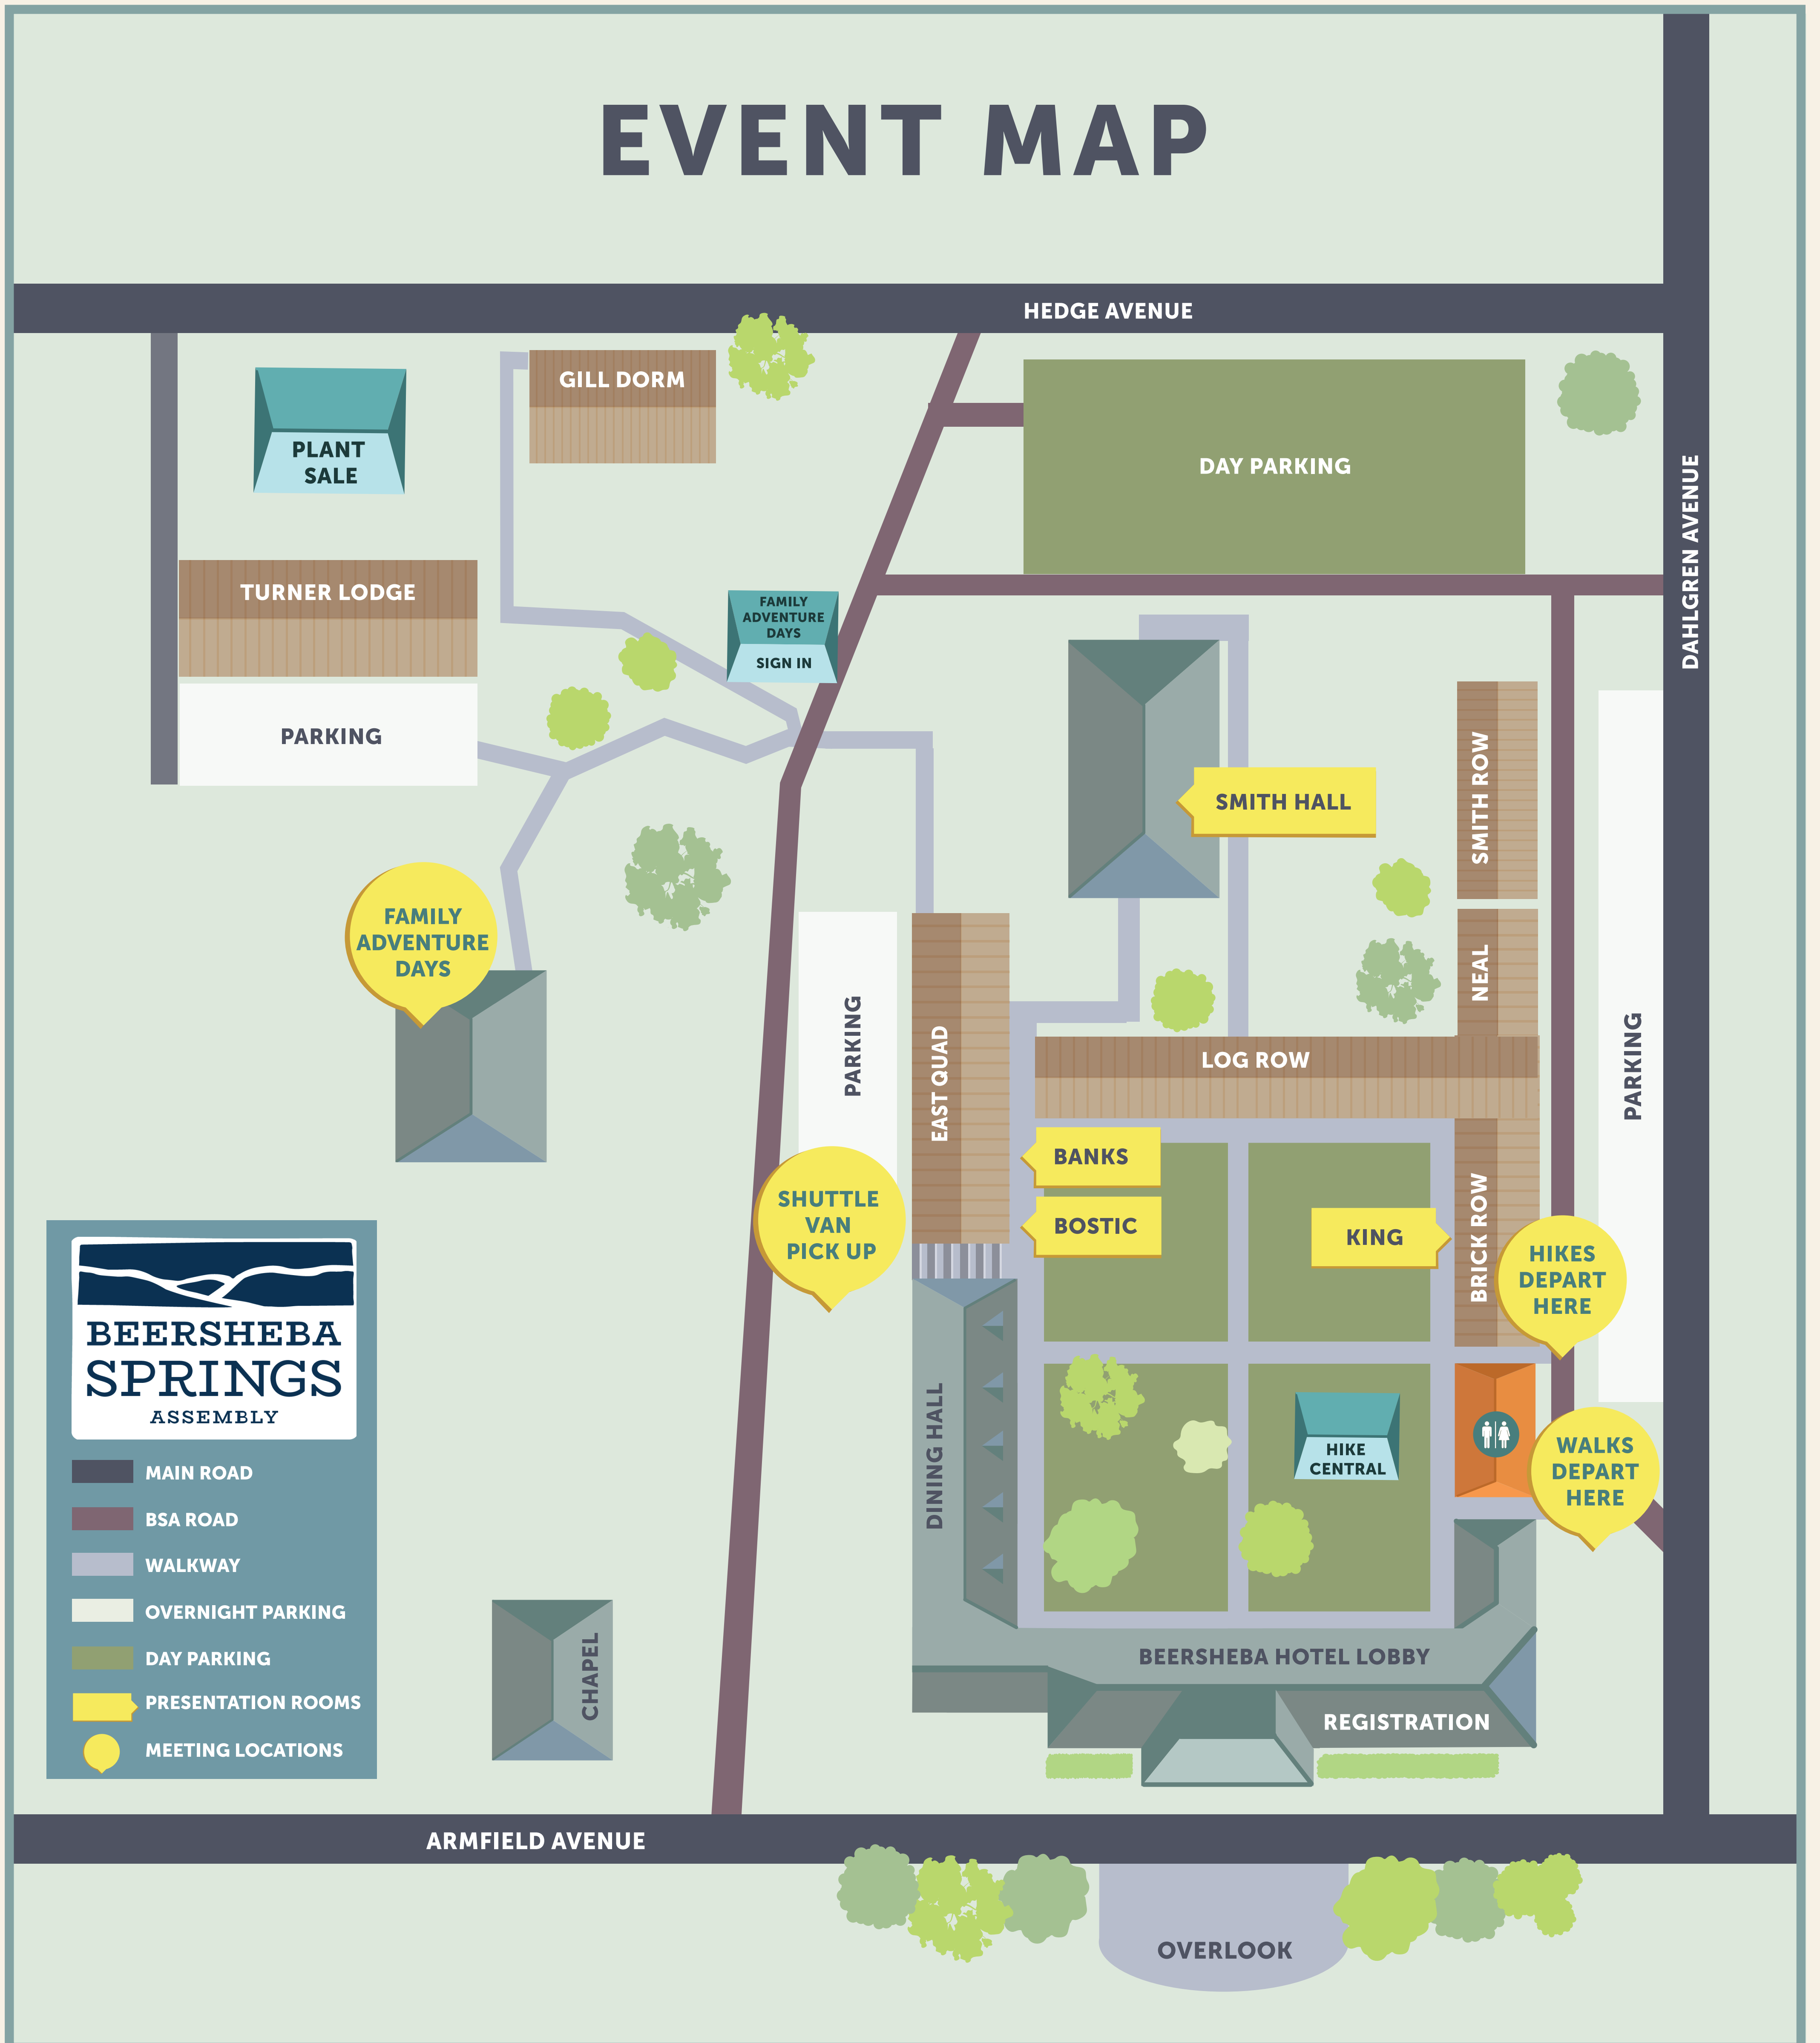 EVENT MAP
HEDGE AVENUE
GILL DORM
PLANT
SALE
DAY PARKING
DAHLGREN AVENUE
TURNER LODGE
FAMILY
ADVENTURE
DAYS
SIGN IN
PARKING
SMITH HALL
SMITH ROW
FAMILY
ADVENTURE
DAYS
NEAL
PARKING
EAST QUAD
LOG ROW
PARKING
BANKS
BOSTIC
KING
BRICK ROW
SHUTTLE
VAN
PICK UP
HIKES
DEPART
HERE
DINING HALL
HIKE
CENTRAL
WALKS
DEPART
HERE
BEERSHEBA
SPRINGS
ASSEMBLY
MAIN ROAD
BSA ROAD
WALKWAY
OVERNIGHT PARKING
DAY PARKING
PRESENTATION ROOMS
MEETING LOCATIONS
CHAPEL
BEERSHEBA HOTEL LOBBY
REGISTRATION
ARMFIELD AVENUE
OVERLOOK